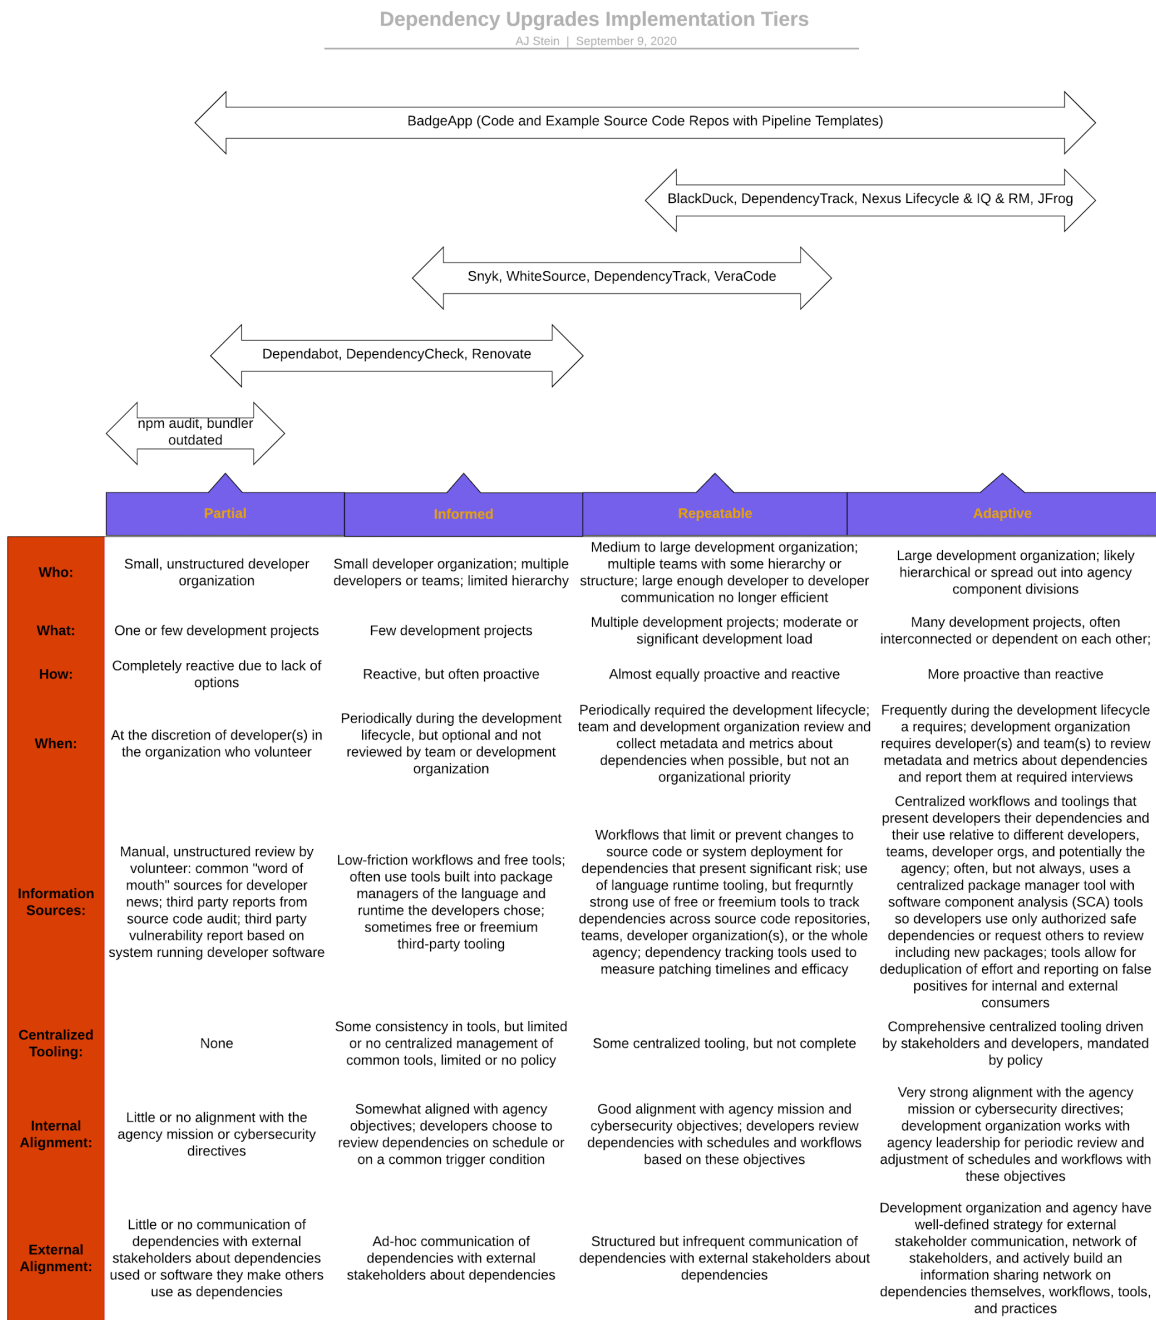 Dependency Upgrades Implementation Tiers
AJ Stein | September 9, 2020
BadgeApp (Code and Example Source Code Repos with Pipeline Templates)
BlackDuck, DependencyTrack, Nexus Lifecycle & IQ & RM, JFrog
Snyk, WhiteSource, DependencyTrack, VeraCode
Dependabot, DependencyCheck, Renovate
npm audit, bundler
outdated
Partial
Informed
Repeatable
Adaptive
Who:
Small, unstructured developer
organization
Small developer organization; multiple
developers or teams; limited hierarchy
Medium to large development organization;
multiple teams with some hierarchy or
structure; large enough developer to developer
communication no longer efficient
Large development organization; likely
hierarchical or spread out into agency
component divisions
What:
One or few development projects
Few development projects
Multiple development projects; moderate or
significant development load
Many development projects, often
interconnected or dependent on each other;
How:
Completely reactive due to lack of
options
Reactive, but often proactive
Almost equally proactive and reactive
More proactive than reactive
When:
At the discretion of developer(s) in
the organization who volunteer
Periodically during the development
lifecycle, but optional and not
reviewed by team or development
organization
Periodically required the development lifecycle;
team and development organization review and
collect metadata and metrics about
dependencies when possible, but not an
organizational priority
Frequently during the development lifecycle
a requires; development organization
requires developer(s) and team(s) to review
metadata and metrics about dependencies
and report them at required interviews
Information
Sources:
Manual, unstructured review by
volunteer: common "word of
mouth" sources for developer
news; third party reports from
source code audit; third party
vulnerability report based on
system running developer software
Low-friction workflows and free tools;
often use tools built into package
managers of the language and
runtime the developers chose;
sometimes free or freemium
third-party tooling
Workflows that limit or prevent changes to
source code or system deployment for
dependencies that present significant risk; use
of language runtime tooling, but frequrntly
strong use of free or freemium tools to track
dependencies across source code repositories,
teams, developer organization(s), or the whole
agency; dependency tracking tools used to
measure patching timelines and efficacy
Centralized workflows and toolings that
present developers their dependencies and
their use relative to different developers,
teams, developer orgs, and potentially the
agency; often, but not always, uses a
centralized package manager tool with
software component analysis (SCA) tools
so developers use only authorized safe
dependencies or request others to review
including new packages; tools allow for
deduplication of effort and reporting on false
positives for internal and external
consumers
Centralized
Tooling:
None
Some consistency in tools, but limited
or no centralized management of
common tools, limited or no policy
Some centralized tooling, but not complete
Comprehensive centralized tooling driven
by stakeholders and developers, mandated
by policy
Internal
Alignment:
Little or no alignment with the
agency mission or cybersecurity
directives
Somewhat aligned with agency
objectives; developers choose to
review dependencies on schedule or
on a common trigger condition
Good alignment with agency mission and
cybersecurity objectives; developers review
dependencies with schedules and workflows
based on these objectives
Very strong alignment with the agency
mission or cybersecurity directives;
development organization works with
agency leadership for periodic review and
adjustment of schedules and workflows with
these objectives
External
Alignment:
Little or no communication of
dependencies with external
stakeholders about dependencies
used or software they make others
use as dependencies
Ad-hoc communication of
dependencies with external
stakeholders about dependencies
Structured but infrequent communication of
dependencies with external stakeholders about
dependencies
Development organization and agency have
well-defined strategy for external
stakeholder communication, network of
stakeholders, and actively build an
information sharing network on
dependencies themselves, workflows, tools,
and practices